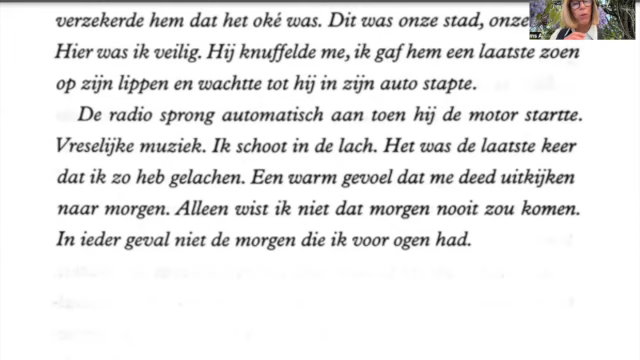 verzekerde hem dat het oké was. Dit was onze stad, onze
Hier was ik veilig. Hij knuffelde me, ik gaf hem een laatste zoen
op zijn lippen en wachtte tot hij in zijn auto stapte.
De radio sprong automatisch aan toen hij de motor startte.
Vreselijke muziek. Ik schoot in de lach. Het was de laatste keer
dat ik zo heb gelachen. Een warm gevoel dat me deed uitkijken
naar morgen. Alleen wist ik niet dat morgen nooit zou komen.
In ieder geval niet de morgen die ik voor ogen had.